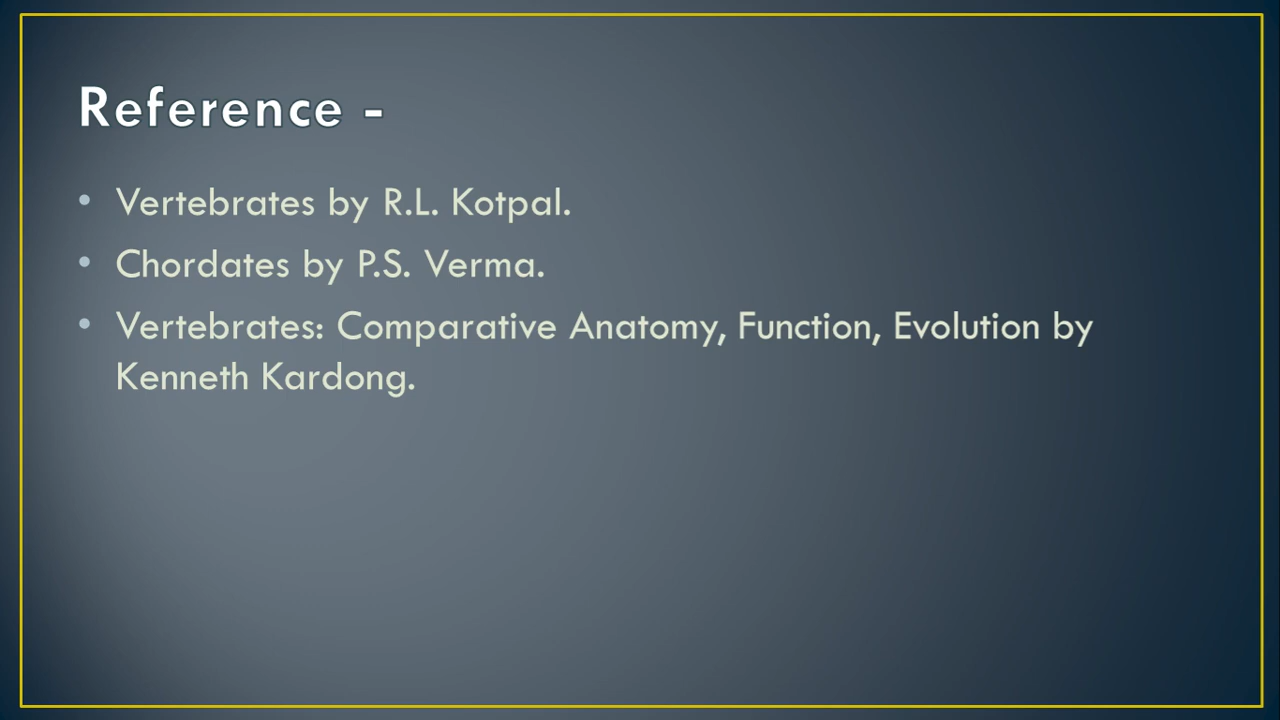 Reference -
• Vertebrates by R.L. Kotpal.
• Chordates by P.S. Verma.
• Vertebrates: Comparative Anatomy, Function, Evolution by
Kenneth Kardong.